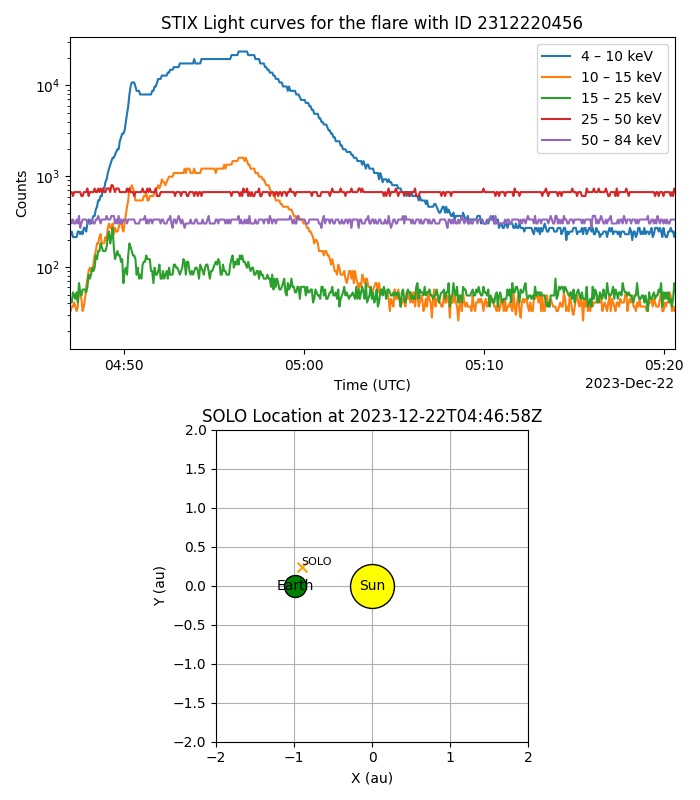 STIX Light curves for the flare with ID 2312220456
4 – 10 keV
10 – 15 keV
15 – 25 keV
25 – 50 keV
50 – 84 keV
Counts
10⁴
10³
10²
04:50 05:00 05:10 05:20
Time (UTC)
2023-Dec-22
SOLO Location at 2023-12-22T04:46:58Z
Y (au)
2.0
1.5
1.0
0.5
0.0
−0.5
−1.0
−1.5
−2.0
SOLO
Earth
Sun
−2 −1 0 1 2
X (au)